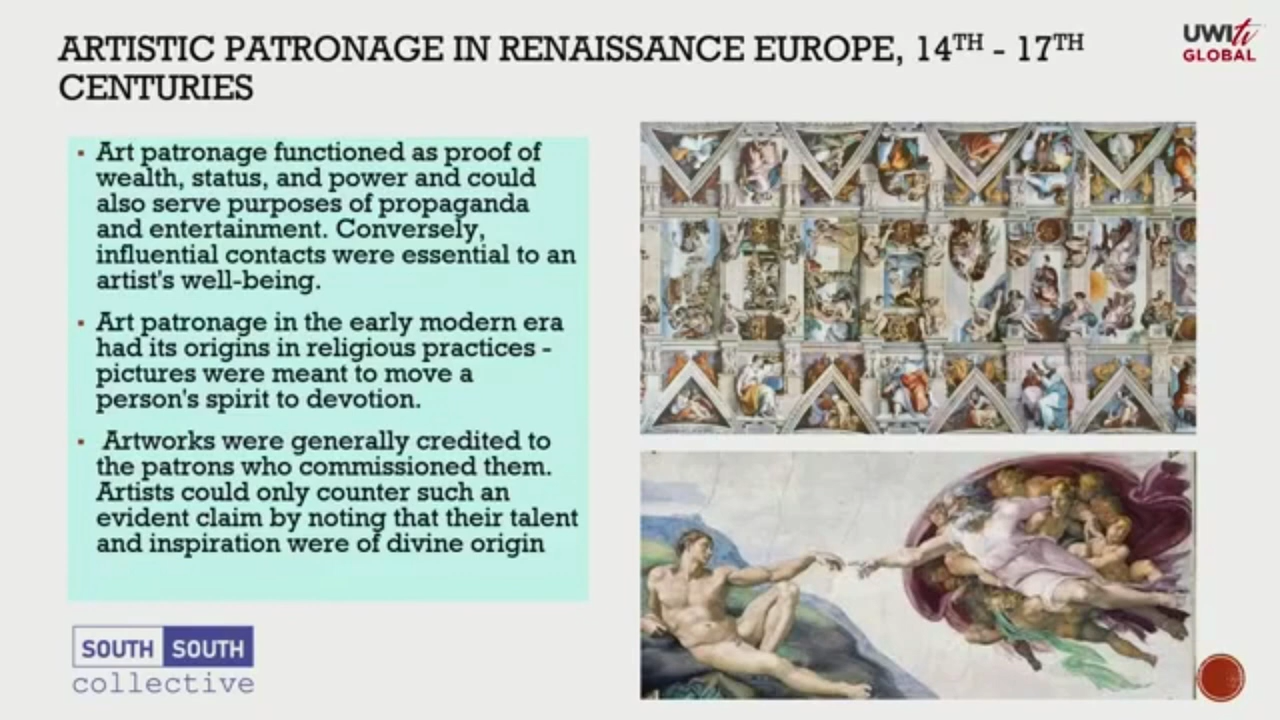 ARTISTIC PATRONAGE IN RENAISSANCE EUROPE, 14TH - 17TH
CENTURIES
UWItv
GLOBAL
▪ Art patronage functioned as proof of
wealth, status, and power and could
also serve purposes of propaganda
and entertainment. Conversely,
influential contacts were essential to an
artist's well-being.
▪ Art patronage in the early modern era
had its origins in religious practices -
pictures were meant to move a
person's spirit to devotion.
▪ Artworks were generally credited to
the patrons who commissioned them.
Artists could only counter such an
evident claim by noting that their talent
and inspiration were of divine origin
SOUTH SOUTH
collective